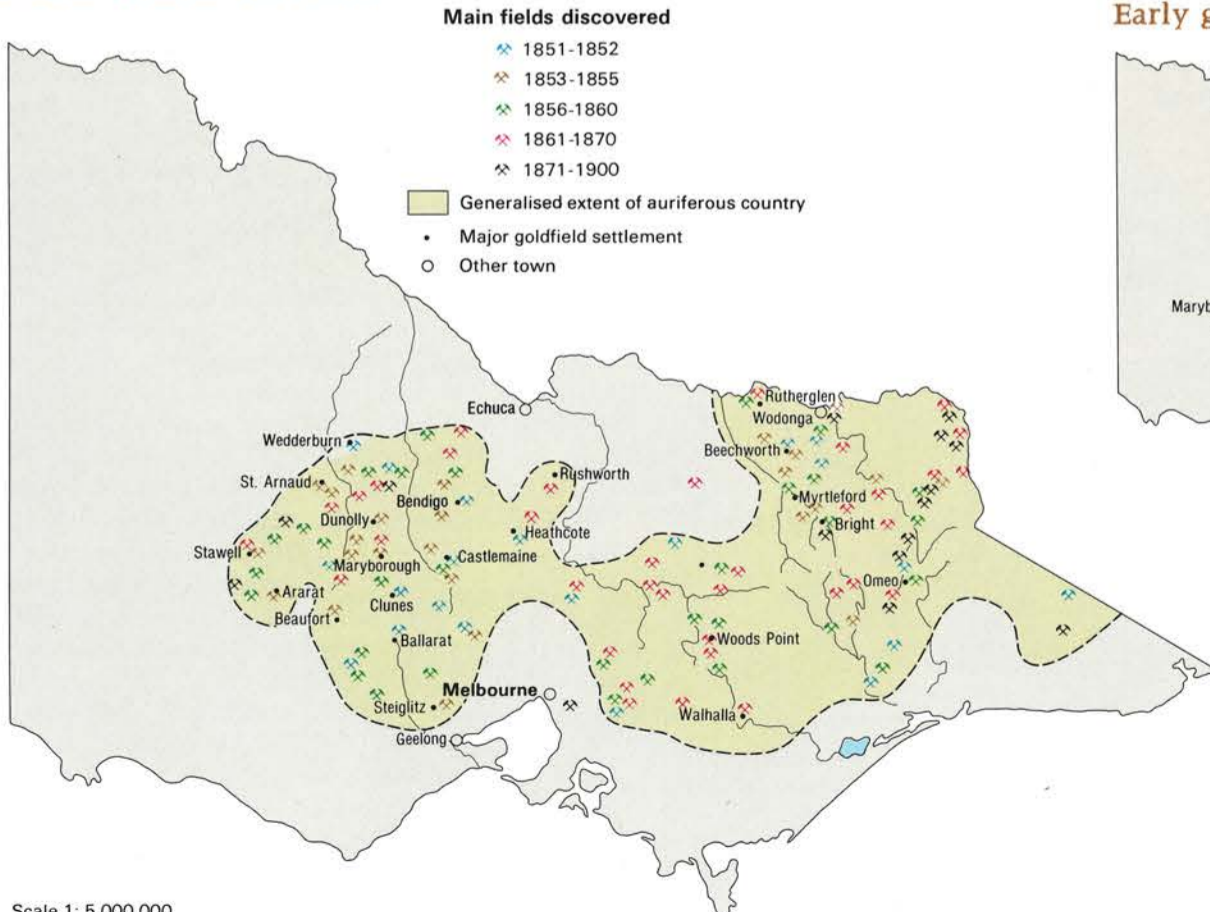 Main fields discovered
1851-1852
1853-1855
1856-1860
1861-1870
1871-1900
Generalised extent of auriferous country
Major goldfield settlement
Other town
Early g
Maryb
Rutherglen
Wodonga
Echuca
Wedderburn
Beechworth
St. Arnaud
Rushworth
Bendigo
Myrtleford
Dunolly
Bright
Heathcote
Stawell
Castlemaine
Maryborough
Omeo
Ararat
Clunes
Beaufort
Ballarat
Woods Point
Melbourne
Steiglitz
Walhalla
Geelong
Scale 1: 5 000 000